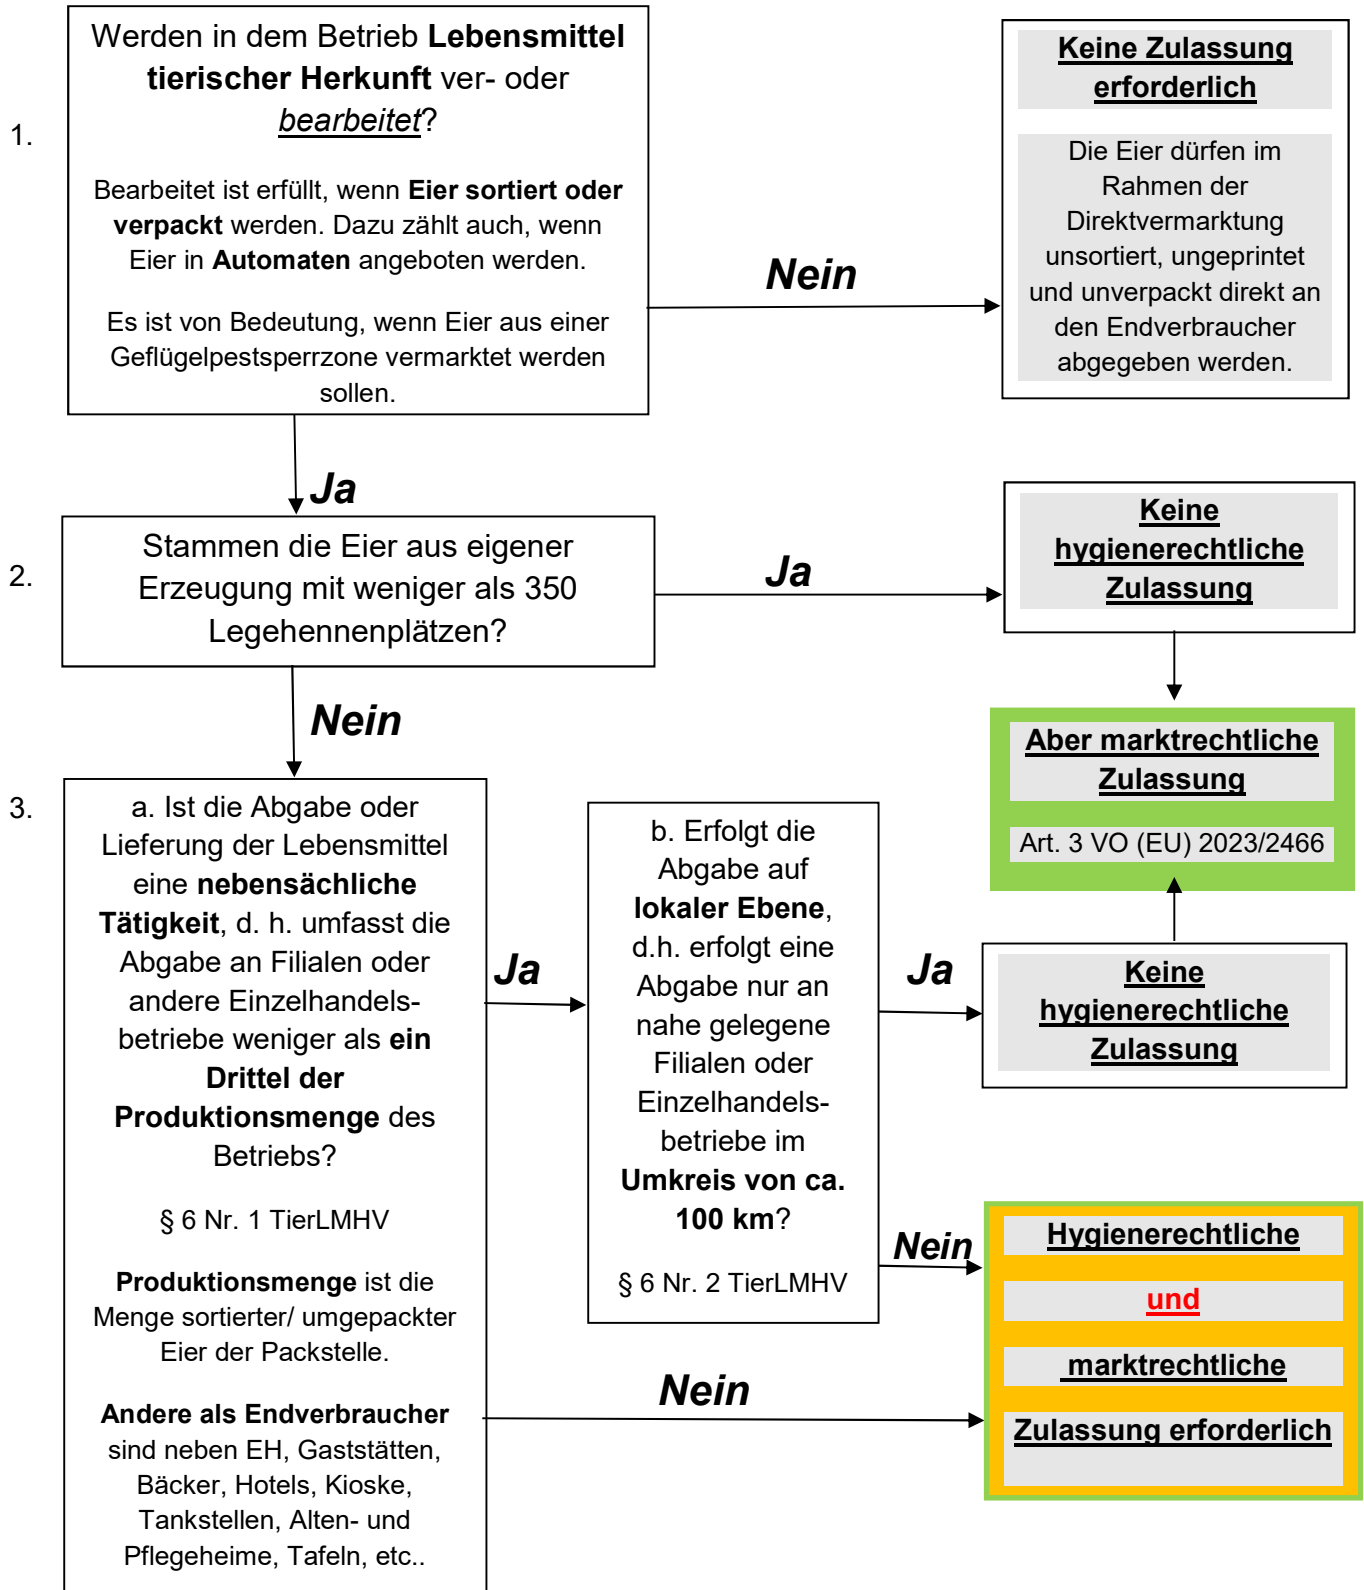 1.
Werden in dem Betrieb Lebensmittel
tierischer Herkunft ver- oder
bearbeitet?
Bearbeitet ist erfüllt, wenn Eier sortiert oder
verpackt werden. Dazu zählt auch, wenn
Eier in Automaten angeboten werden.
Es ist von Bedeutung, wenn Eier aus einer
Geflügelpestsperrzone vermarktet werden
sollen.
Nein
Keine Zulassung
erforderlich
Die Eier dürfen im
Rahmen der
Direktvermarktung
unsortiert, ungeprintet
und unverpackt direkt an
den Endverbraucher
abgegeben werden.
Ja
2.
Stammen die Eier aus eigener
Erzeugung mit weniger als 350
Legehennenplätzen?
Ja
Keine
hygienerechtliche
Zulassung
Nein
Aber marktrechtliche
Zulassung
Art. 3 VO (EU) 2023/2466
3.
a. Ist die Abgabe oder
Lieferung der Lebensmittel
eine nebensächliche
Tätigkeit, d. h. umfasst die
Abgabe an Filialen oder
andere Einzelhandels-
betriebe weniger als ein
Drittel der
Produktionsmenge des
Betriebs?
§ 6 Nr. 1 TierLMHV
Produktionsmenge ist die
Menge sortierter/ umgepackter
Eier der Packstelle.
Andere als Endverbraucher
sind neben EH, Gaststätten,
Bäcker, Hotels, Kioske,
Tankstellen, Alten- und
Pflegeheime, Tafeln, etc..
Ja
b. Erfolgt die
Abgabe auf
lokaler Ebene,
d.h. erfolgt eine
Abgabe nur an
nahe gelegene
Filialen oder
Einzelhandels-
betriebe im
Umkreis von ca.
100 km?
§ 6 Nr. 2 TierLMHV
Ja
Keine
hygienerechtliche
Zulassung
Nein
Nein
Hygienerechtliche
und
marktrechtliche
Zulassung erforderlich